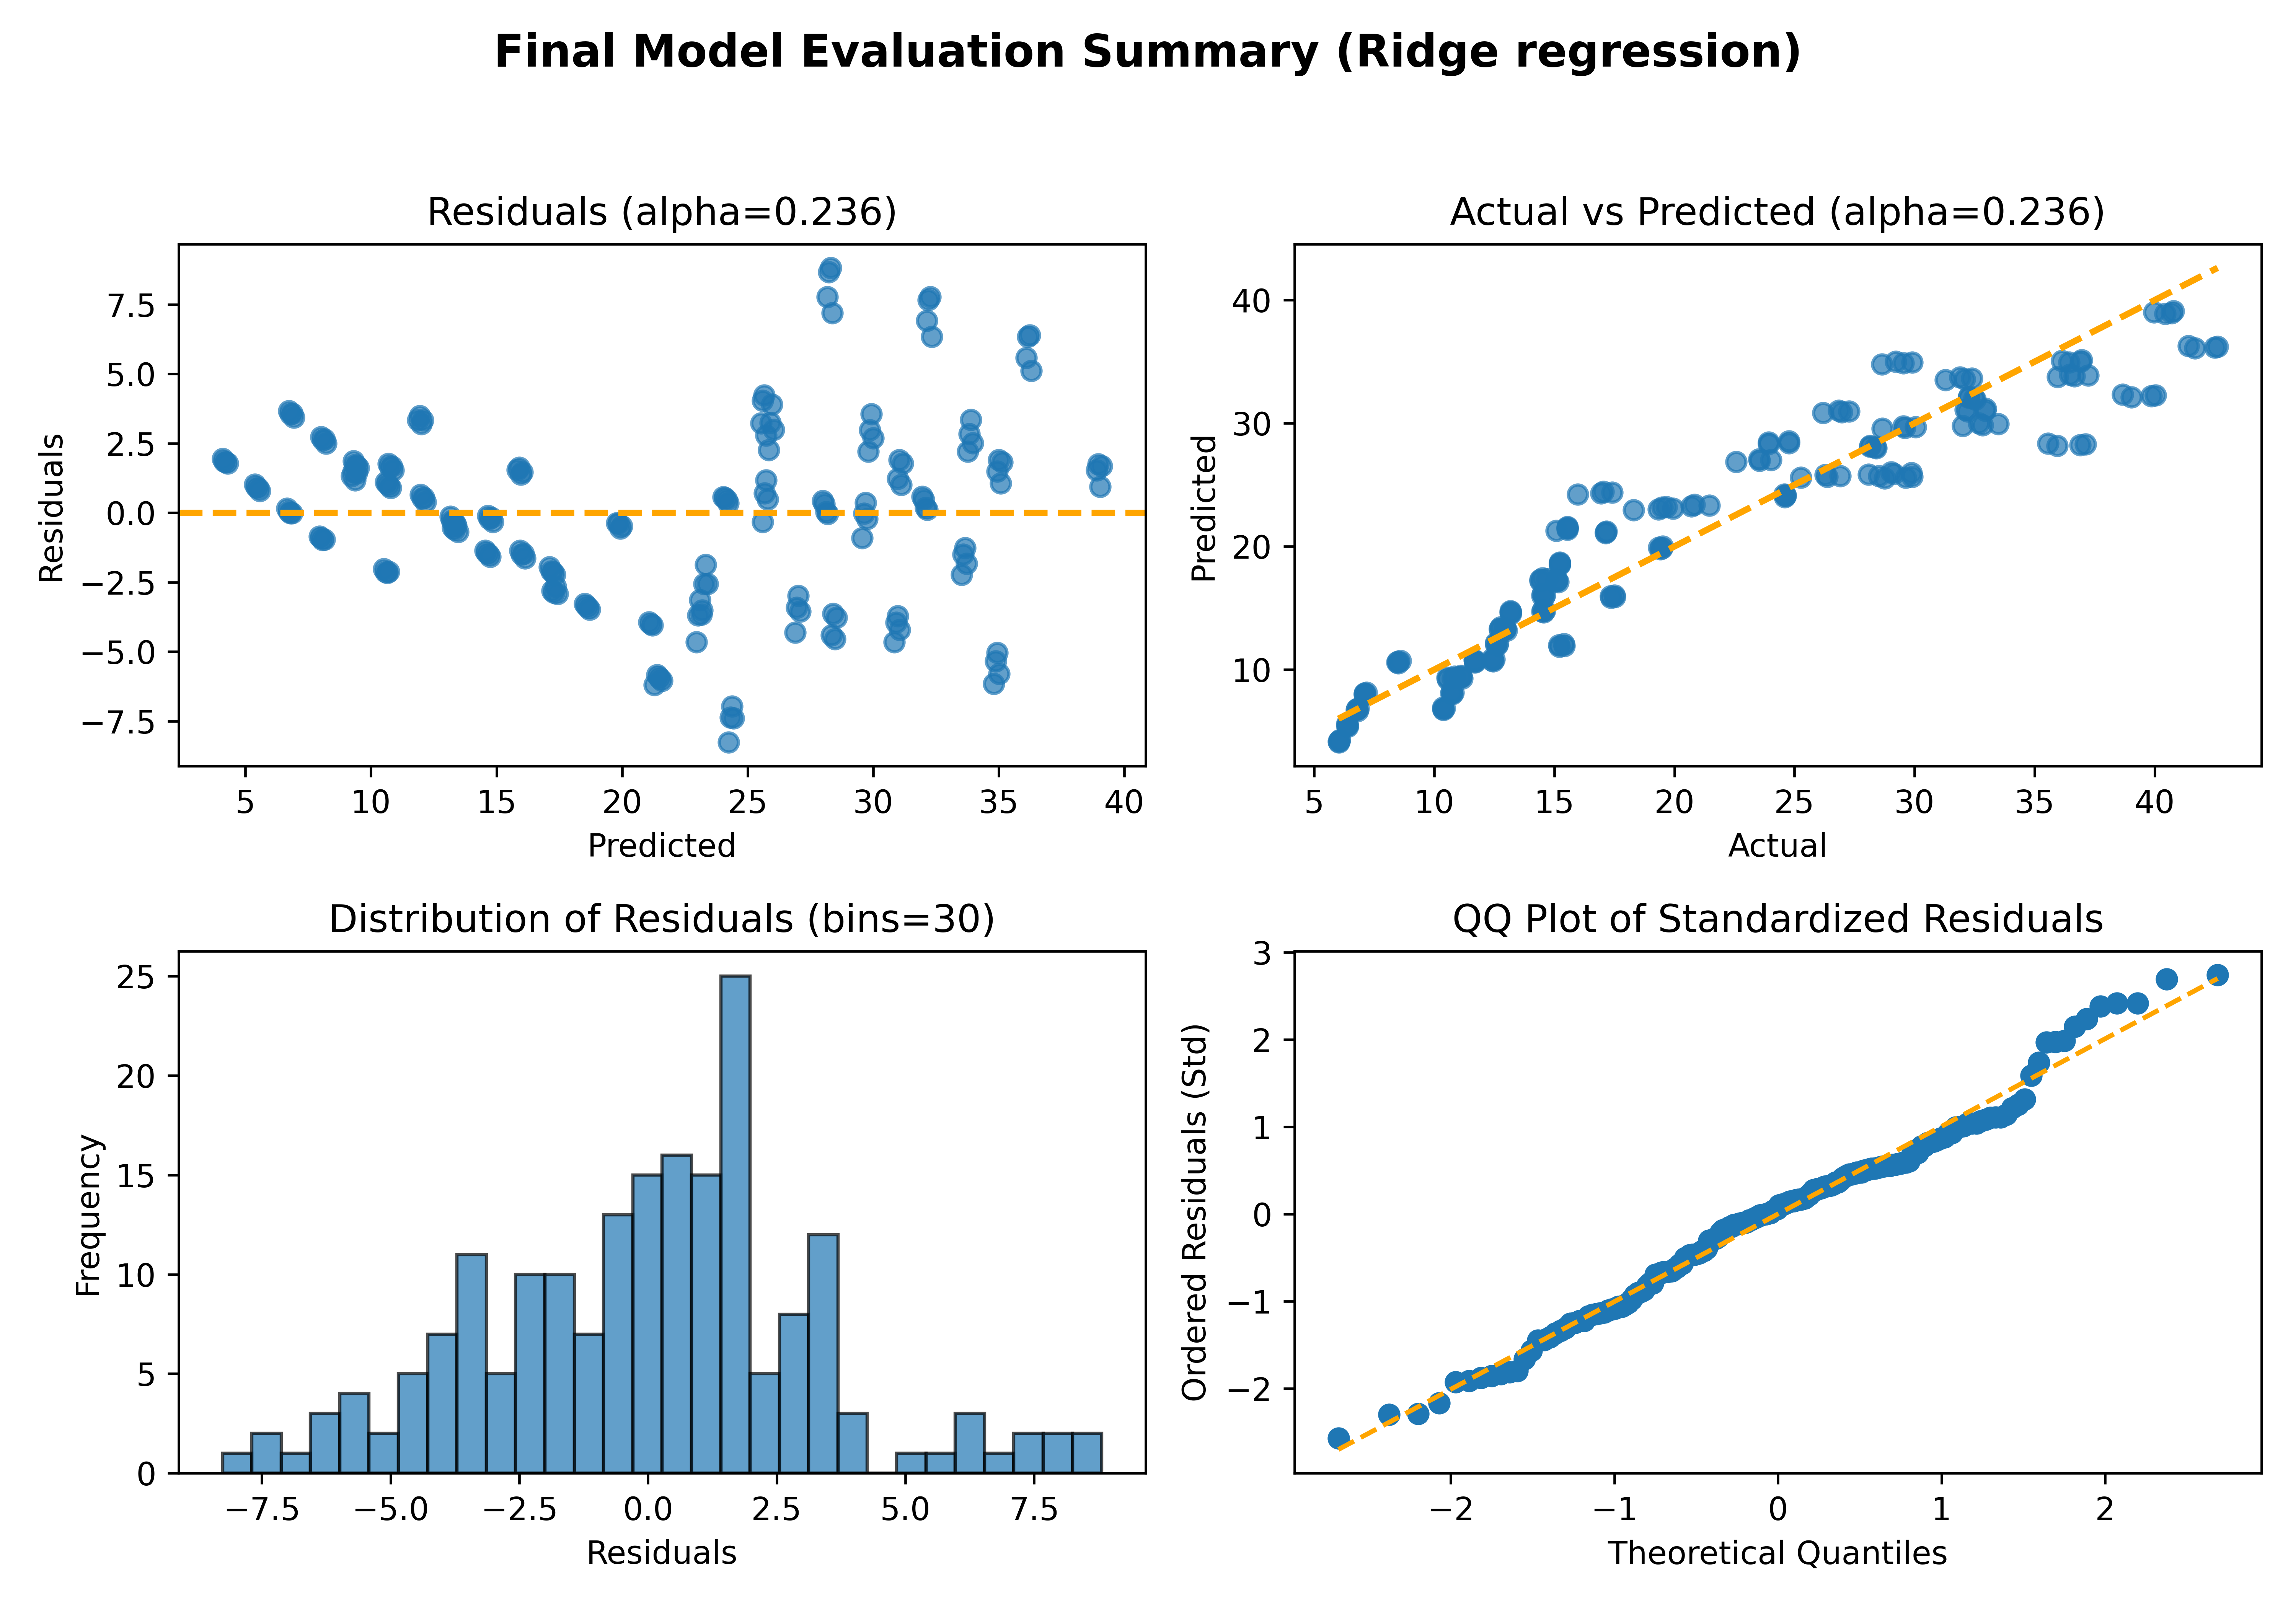 Final Model Evaluation Summary (Ridge regression)
Residuals (alpha=0.236)
7.5
5.0
2.5
0.0
−2.5
−5.0
−7.5
Residuals
5 10 15 20 25 30 35 40
Predicted
Actual vs Predicted (alpha=0.236)
40
30
20
10
Predicted
5 10 15 20 25 30 35 40
Actual
Distribution of Residuals (bins=30)
25
20
15
10
5
0
Frequency
−7.5 −5.0 −2.5 0.0 2.5 5.0 7.5
Residuals
QQ Plot of Standardized Residuals
3
2
1
0
−1
−2
Ordered Residuals (Std)
−2 −1 0 1 2
Theoretical Quantiles